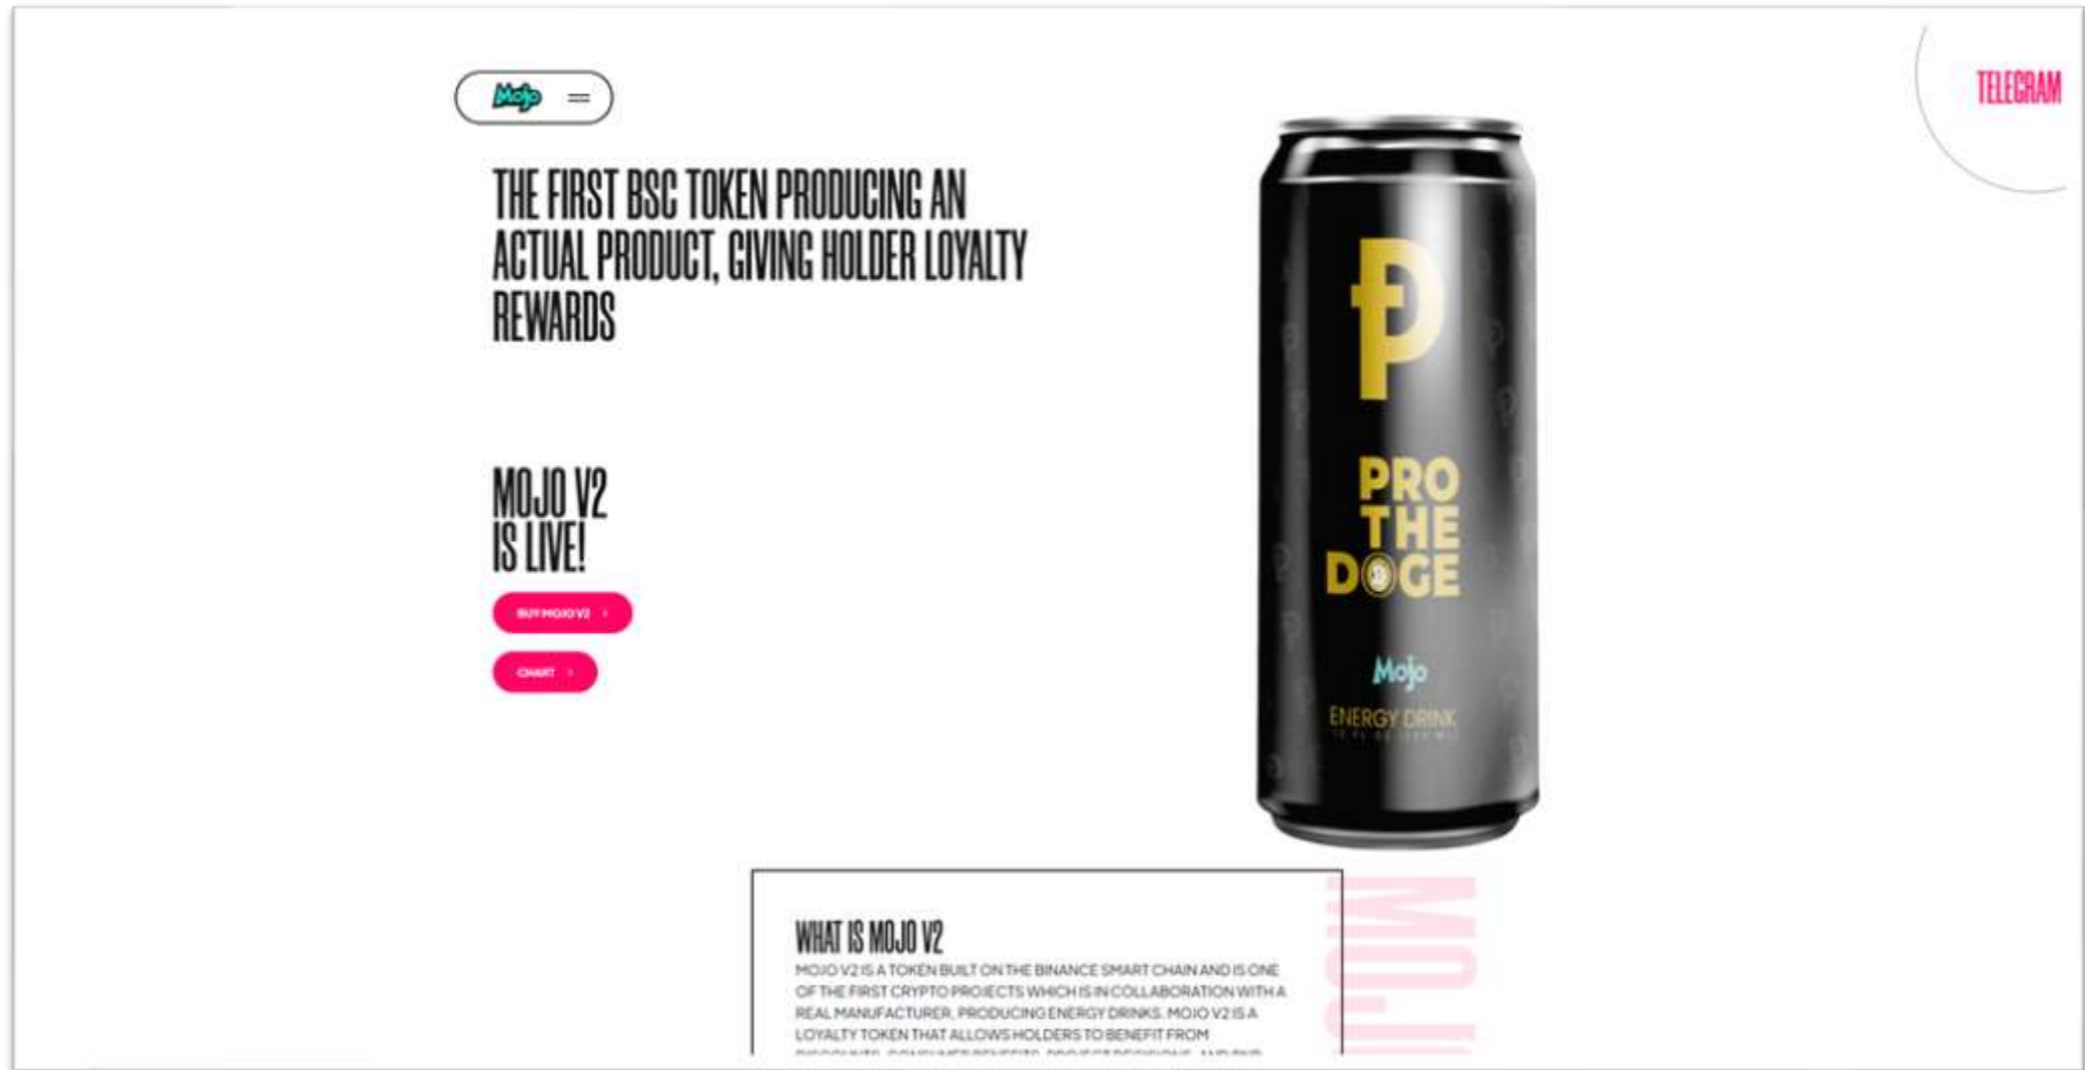 Mojo
TELEGRAM
THE FIRST BSC TOKEN PRODUCING AN
ACTUAL PRODUCT, GIVING HOLDER LOYALTY
REWARDS
MOJO V2
IS LIVE!
BUY MOJO V2
CHART
P
PRO
THE
DOGE
Mojo
ENERGY DRINK
WHAT IS MOJO V2
MOJO V2 IS A TOKEN BUILT ON THE BINANCE SMART CHAIN AND IS ONE
OF THE FIRST CRYPTO PROJECTS WHICH IS IN COLLABORATION WITH A
REAL MANUFACTURER, PRODUCING ENERGY DRINKS. MOJO V2 IS A
LOYALTY TOKEN THAT ALLOWS HOLDERS TO BENEFIT FROM